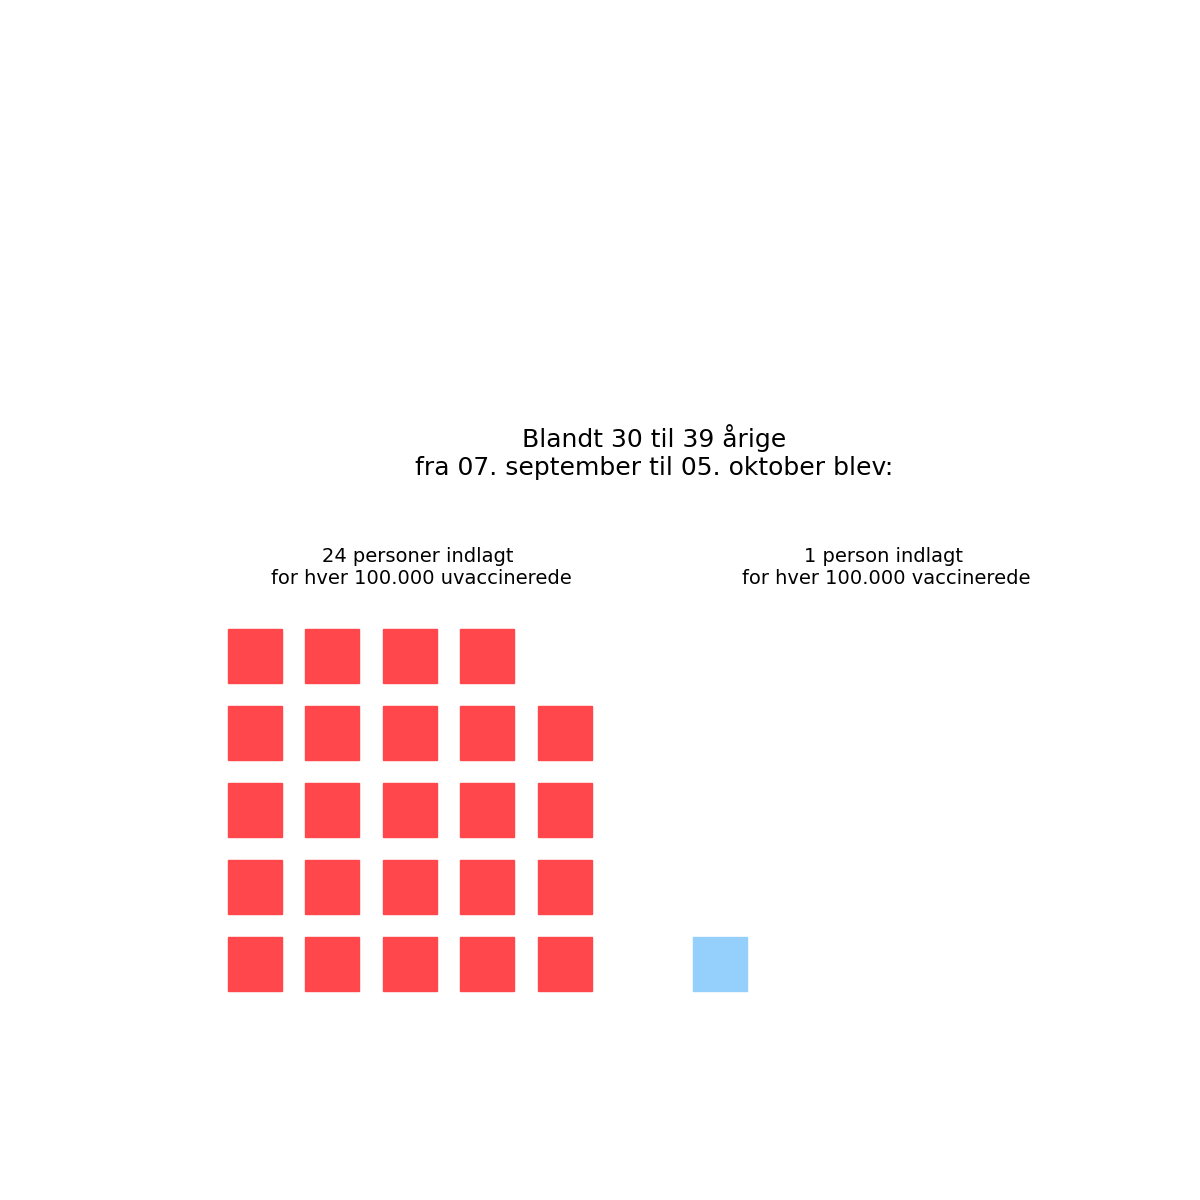 Blandt 30 til 39 årige
fra 07. september til 05. oktober blev:
24 personer indlagt
for hver 100.000 uvaccinerede
1 person indlagt
for hver 100.000 vaccinerede